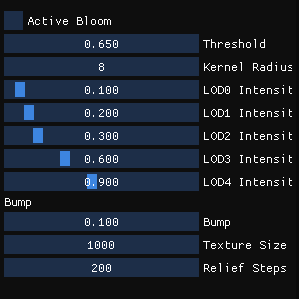 Active Bloom
0.650 Threshold
8 Kernel Radius
0.100 LOD0 Intensit
0.200 LOD1 Intensit
0.300 LOD2 Intensit
0.600 LOD3 Intensit
0.900 LOD4 Intensit
Bump
0.100 Bump
1000 Texture Size
200 Relief Steps